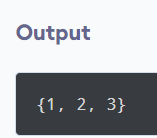 Output
{1, 2, 3}